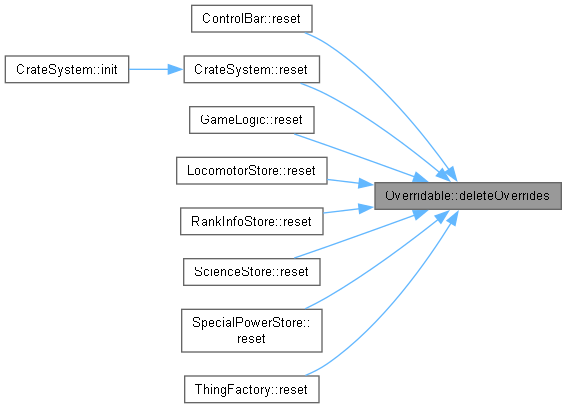 ControlBar::reset
CrateSystem::init
CrateSystem::reset
GameLogic::reset
LocomotorStore::reset
Overridable::deleteOverrides
RankInfoStore::reset
ScienceStore::reset
SpecialPowerStore::
reset
ThingFactory::reset